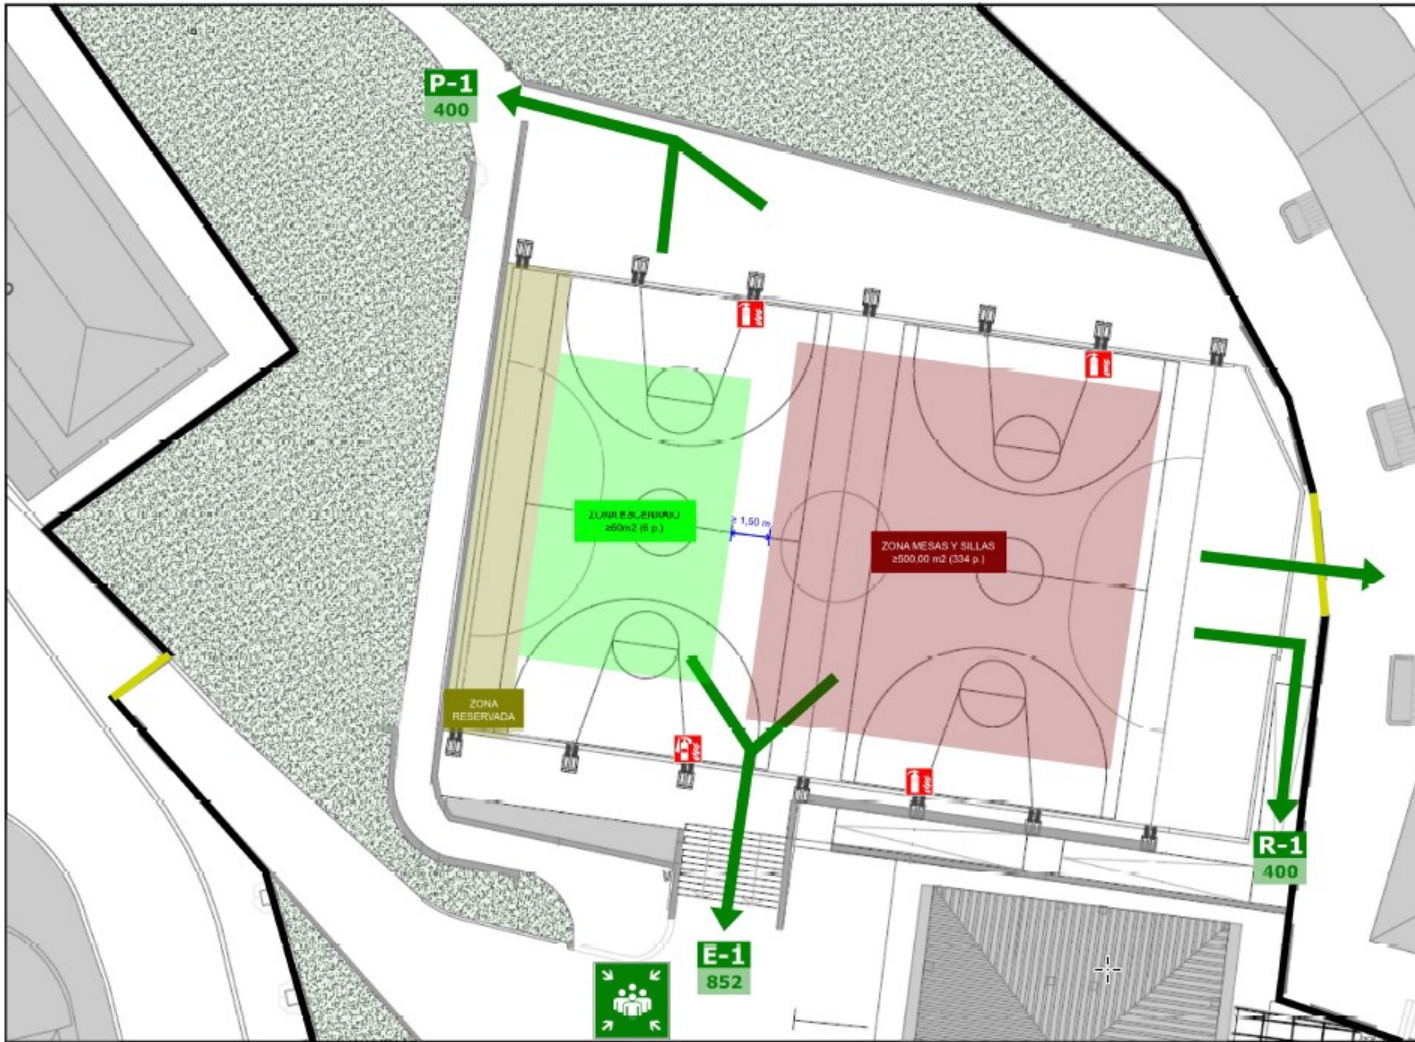 P-1
400
ZONA ESCENARIO
≥60m2 (6 p.)
≥ 1,50 m
ZONA MESAS Y SILLAS
≥500,00 m2 (334 p.)
ZONA
RESERVADA
R-1
400
E-1
852